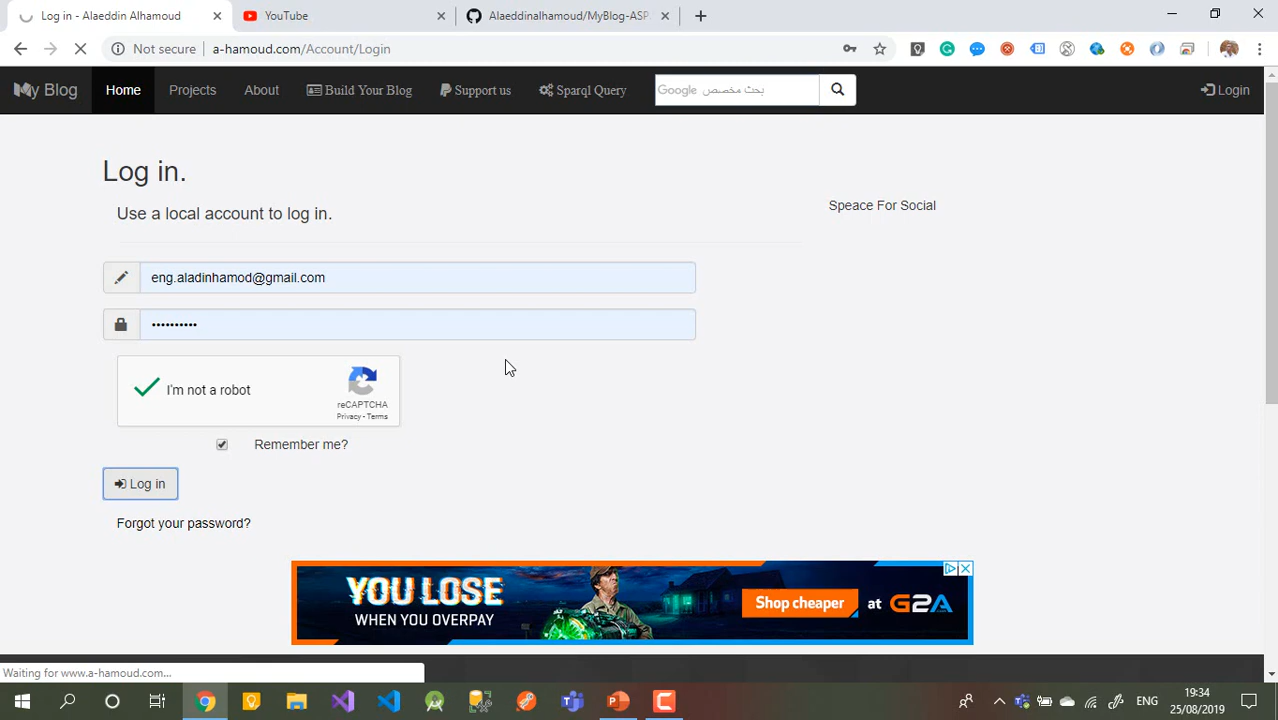 Log in - Alaeddin Alhamoud
YouTube
Alaeddinalhamoud/MyBlog-ASP
Not secure
a-hamoud.com/Account/Login
My Blog
Home
Projects
About
Build Your Blog
Support us
Sparql Query
Google بحث مخصص
Login
Log in.
Use a local account to log in.
Speace For Social
eng.aladinhamod@gmail.com
••••••••••
I'm not a robot
reCAPTCHA
Privacy - Terms
Remember me?
Log in
Forgot your password?
YOU LOSE
WHEN YOU OVERPAY
Shop cheaper
at G2A
Waiting for www.a-hamoud.com...
ENG
19:34
25/08/2019